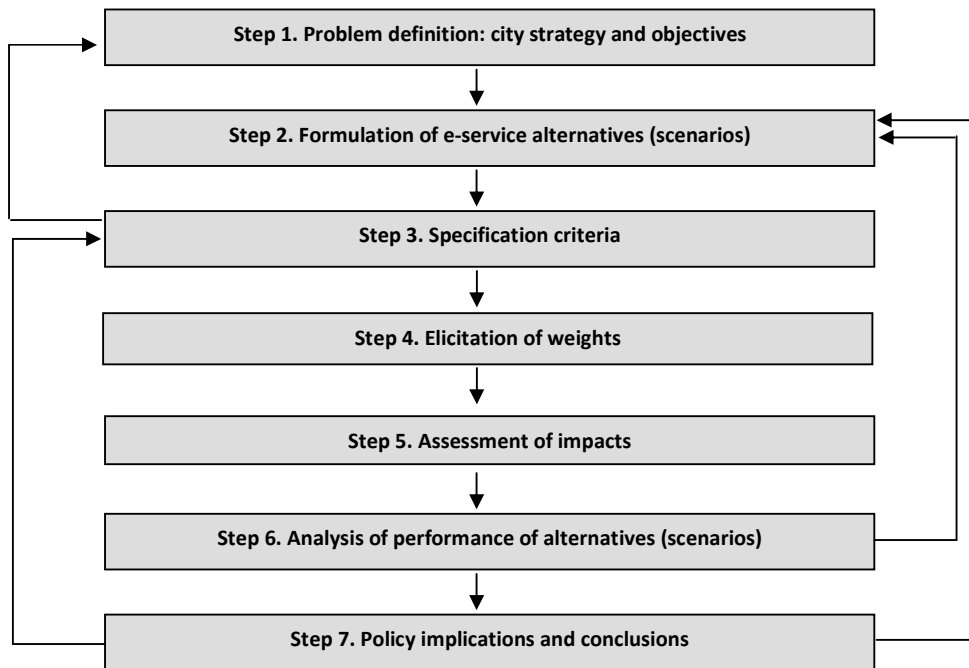 Step 1. Problem definition: city strategy and objectives
Step 2. Formulation of e-service alternatives (scenarios)
Step 3. Specification criteria
Step 4. Elicitation of weights
Step 5. Assessment of impacts
Step 6. Analysis of performance of alternatives (scenarios)
Step 7. Policy implications and conclusions